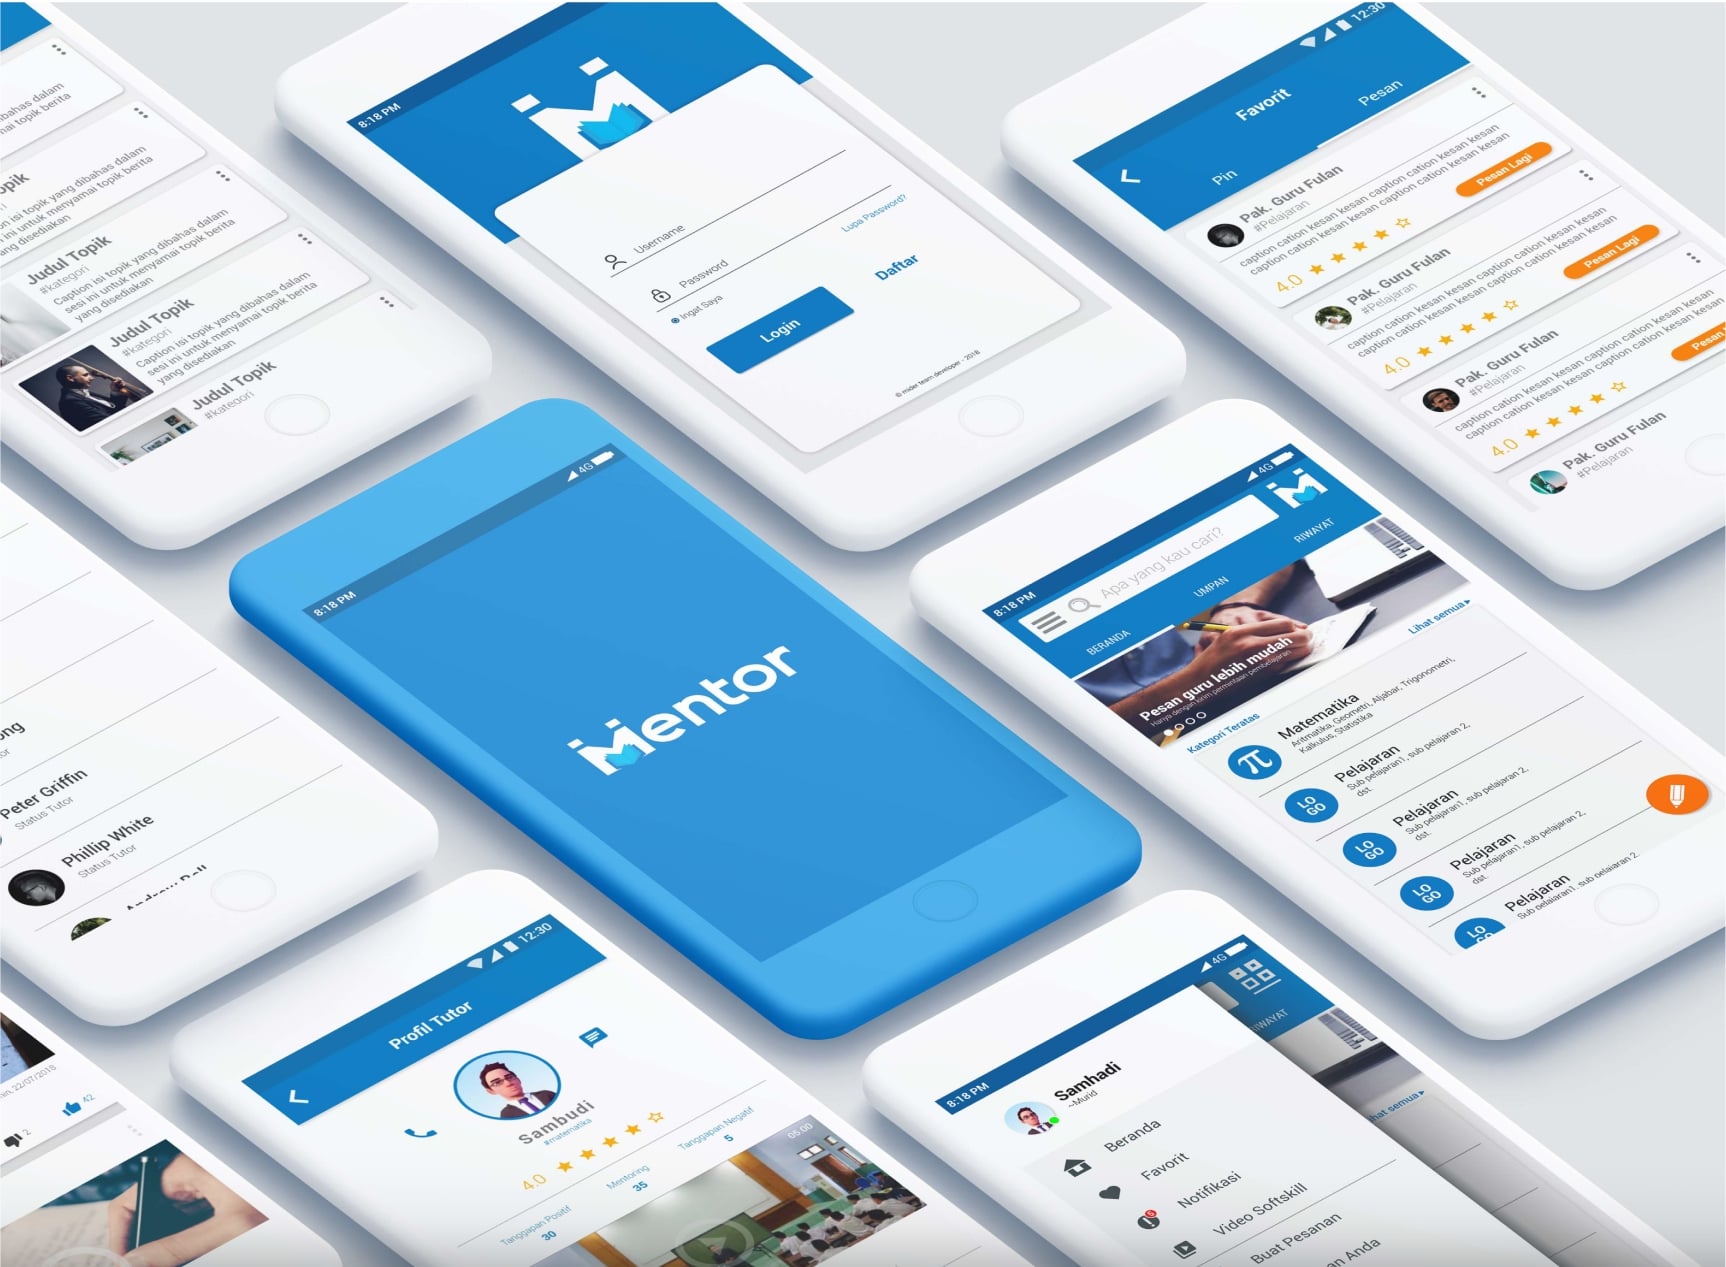 bahas dalam
mai topik berita
opik
ri
isi topik yang dibahas dalam
ini untuk menyamai topik berita
ang disediakan
Judul Topik
#kategori
Caption isi topik yang dibahas dalam
sesi ini untuk menyamai topik berita
yang disediakan
Judul Topik
#kategori
Caption isi topik yang dibahas dalam
sesi ini untuk menyamai topik berita
yang disediakan
Judul Topik
#kategori
8:18 PM
Username
Password
Lupa Password?
Ingat Saya
Login
Daftar
© mider team developer - 2018
12:30
Favorit
Pin
Pesan
Pak. Guru Fulan
#Pelajaran
caption cation kesan kesan caption cation kesan kesan
caption cation kesan kesan caption cation kesan kesan
4.0
Pesan Lagi
Pak. Guru Fulan
#Pelajaran
caption cation kesan kesan caption cation kesan kesan
caption cation kesan kesan caption cation kesan kesan
4.0
Pesan Lagi
Pak. Guru Fulan
#Pelajaran
caption cation kesan kesan caption cation kesan kesan
caption cation kesan kesan caption cation kesan kesan
4.0
Pesan
Pak. Guru Fulan
#Pelajaran
ong
or
Peter Griffin
Status Tutor
Phillip White
Status Tutor
8:18 PM
4G
Mentor
8:18 PM
4G
Apa yang kau cari?
BERANDA
UMPAN
RIWAYAT
Pesan guru lebih mudah
Hanya dengan kirim permintaan pembelajaran
Kategori Teratas
Lihat semua
π
Matematika
Aritmatika, Geometri, Aljabar, Trigonometri,
Kalkulus, Statistika
LO
GO
Pelajaran
Sub pelajaran1, sub pelajaran 2,
dst.
LO
GO
Pelajaran
Sub pelajaran1, sub pelajaran 2,
dst.
LO
GO
Pelajaran
Sub pelajaran1, sub pelajaran 2,
dst.
LO
GO
Pelajaran
Sub pelajaran1, sub pelajaran 2,
22/07/2018
42
2
12:30
Profil Tutor
Sambudi
#matematika
4.0
Tanggapan Positif
30
Mentoring
35
Tanggapan Negatif
5
05.00
8:18 PM
4G
IWAYAT
hat semua
Samhadi
~Murid
Beranda
Favorit
Notifikasi
Video Softskill
Buat Pesanan
an Anda